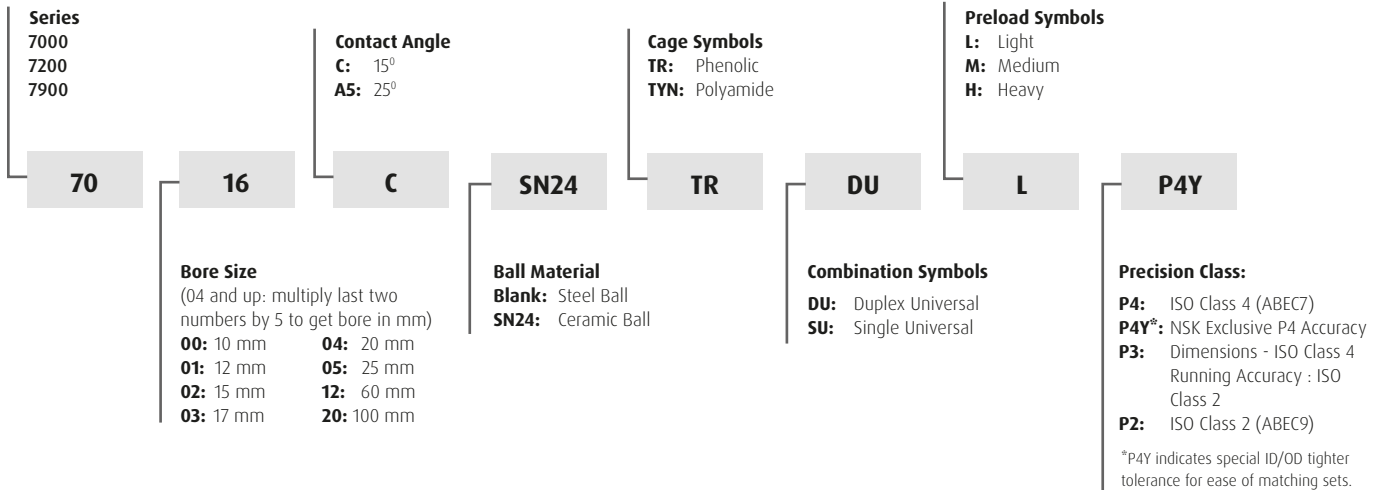 Series
7000
7200
7900
Contact Angle
C: 15⁰
A5: 25⁰
Cage Symbols
TR: Phenolic
TYN: Polyamide
Preload Symbols
L: Light
M: Medium
H: Heavy
70 16 C SN24 TR DU L P4Y
Bore Size
(04 and up: multiply last two
numbers by 5 to get bore in mm)
00: 10 mm 04: 20 mm
01: 12 mm 05: 25 mm
02: 15 mm 12: 60 mm
03: 17 mm 20: 100 mm
Ball Material
Blank: Steel Ball
SN24: Ceramic Ball
Combination Symbols
DU: Duplex Universal
SU: Single Universal
Precision Class:
P4: ISO Class 4 (ABEC7)
P4Y*: NSK Exclusive P4 Accuracy
P3: Dimensions - ISO Class 4
Running Accuracy : ISO
Class 2
P2: ISO Class 2 (ABEC9)
*P4Y indicates special ID/OD tighter
tolerance for ease of matching sets.